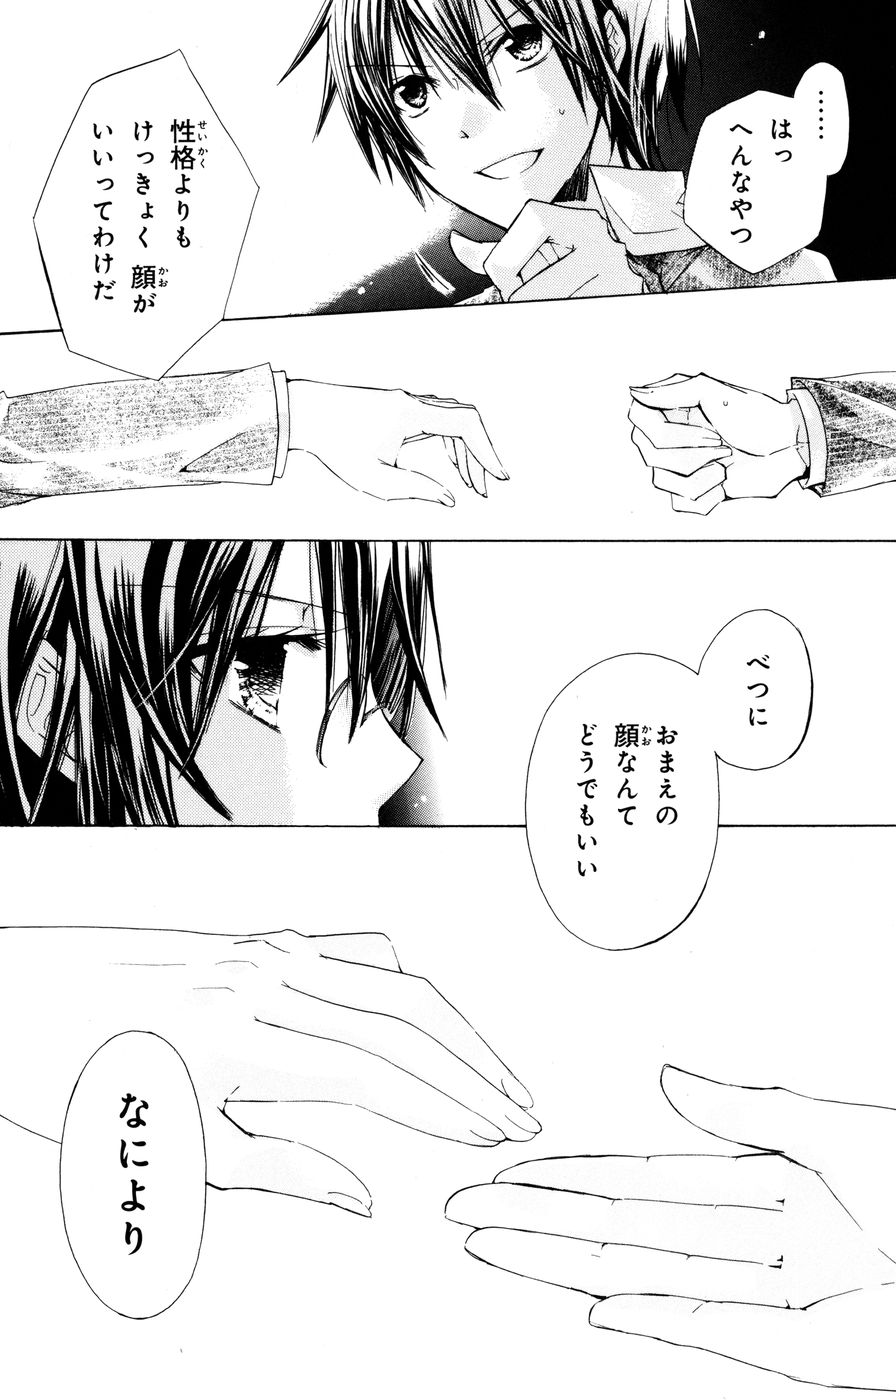 ……
はっ
へんなやつ
性格よりも
けっきょく顔が
いいってわけだ
べつに
おまえの
顔なんて
どうでもいい
なにより